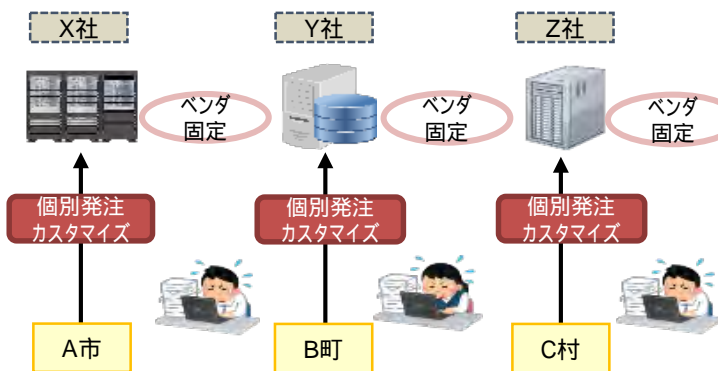 X社
Y社
Z社
ベンダ
固定
ベンダ
固定
ベンダ
固定
個別発注
カスタマイズ
個別発注
カスタマイズ
個別発注
カスタマイズ
A市
B町
C村